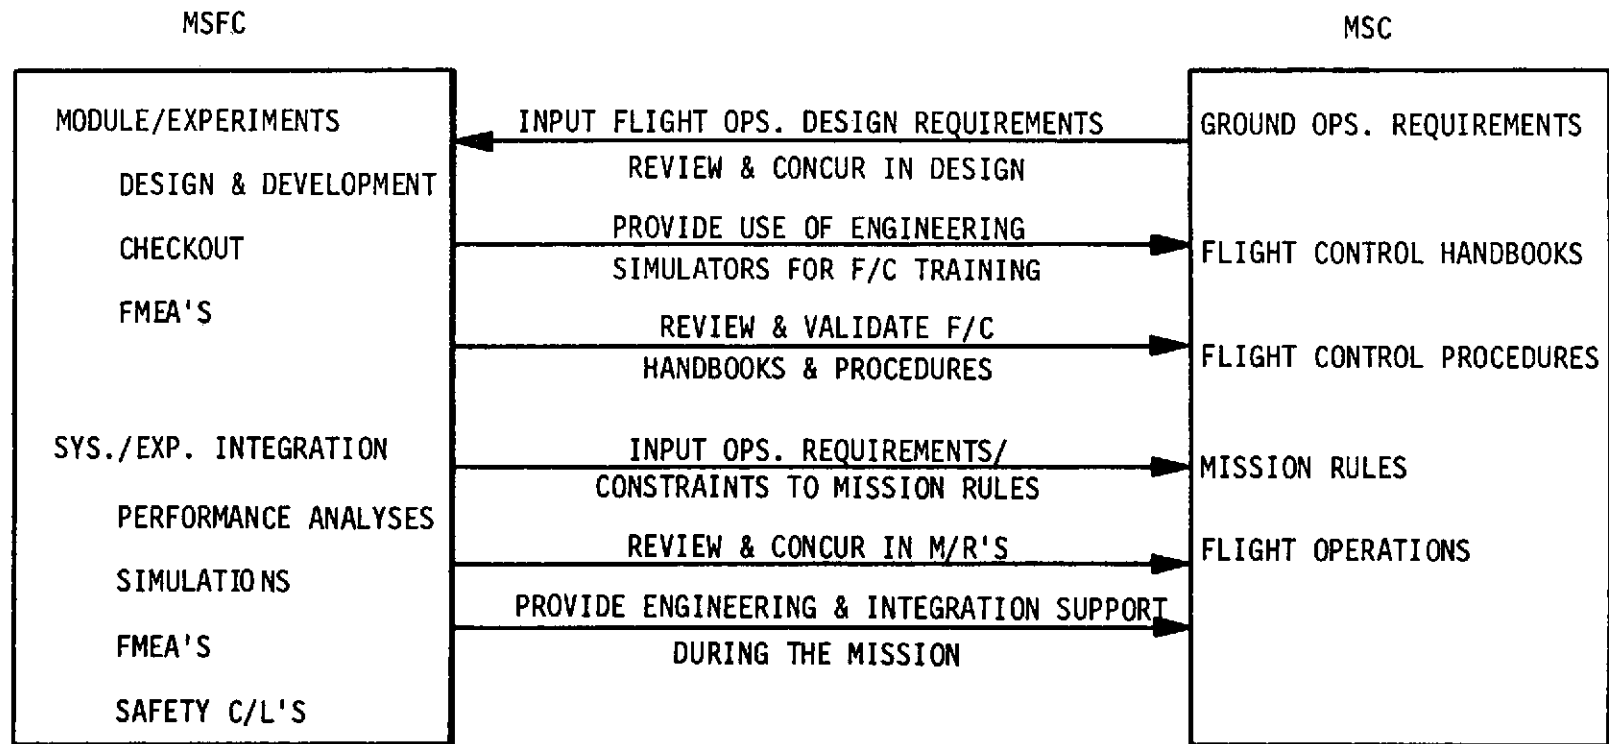 MSFC
MSC
MODULE/EXPERIMENTS
DESIGN & DEVELOPMENT
CHECKOUT
FMEA'S
SYS./EXP. INTEGRATION
PERFORMANCE ANALYSES
SIMULATIONS
FMEA'S
SAFETY C/L'S
INPUT FLIGHT OPS. DESIGN REQUIREMENTS
REVIEW & CONCUR IN DESIGN
PROVIDE USE OF ENGINEERING
SIMULATORS FOR F/C TRAINING
REVIEW & VALIDATE F/C
HANDBOOKS & PROCEDURES
INPUT OPS. REQUIREMENTS/
CONSTRAINTS TO MISSION RULES
REVIEW & CONCUR IN M/R'S
PROVIDE ENGINEERING & INTEGRATION SUPPORT
DURING THE MISSION
GROUND OPS. REQUIREMENTS
FLIGHT CONTROL HANDBOOKS
FLIGHT CONTROL PROCEDURES
MISSION RULES
FLIGHT OPERATIONS